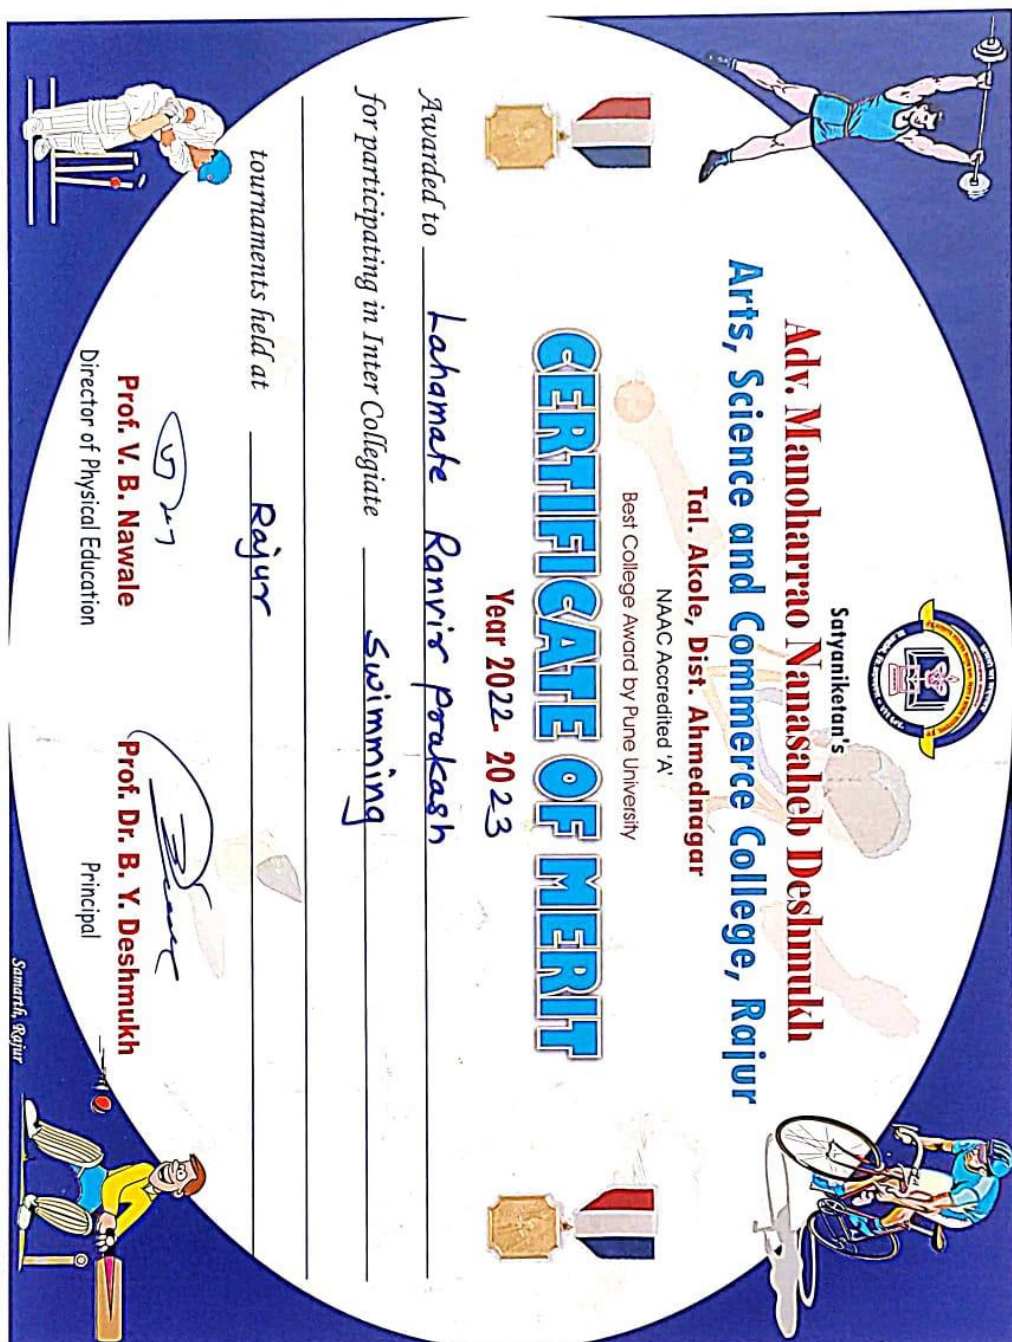 Satyaniketan's
Adv. Manoharrao Nanasaheb Deshmukh
Arts, Science and Commerce College, Rajur
Tal. Akole, Dist. Ahmednagar
NAAC Accredited 'A'
Best College Award by Pune University
CERTIFICATE OF MERIT
Year 2022- 2023
Awarded to Lahamate Ranvir prakash
for participating in Inter Collegiate Swimming
tournaments held at Rajur
Prof. V. B. Nawale
Director of Physical Education
Prof. Dr. B. Y. Deshmukh
Principal
Samarth, Rajur